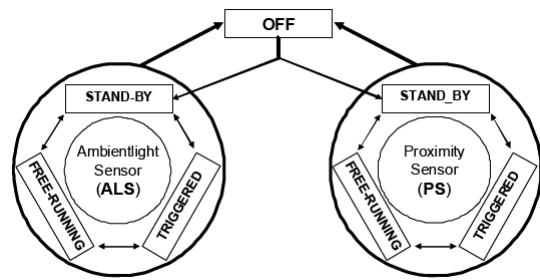 OFF
STAND-BY
Ambientlight
Sensor
(ALS)
FREE-RUNNING
TRIGGERED
STAND_BY
Proximity
Sensor
(PS)
FREE-RUNNING
TRIGGERED